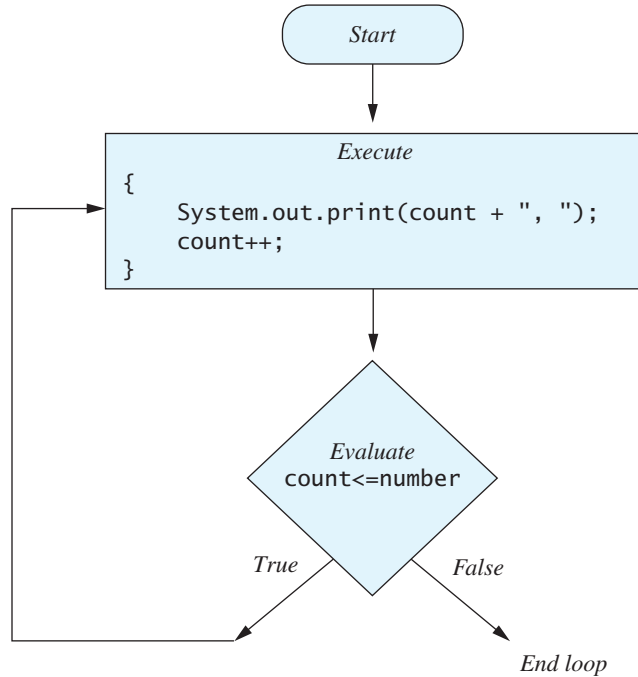 Start
Execute
{
System.out.print(count + ", ");
count++;
}
Evaluate
count<=number
True
False
End loop